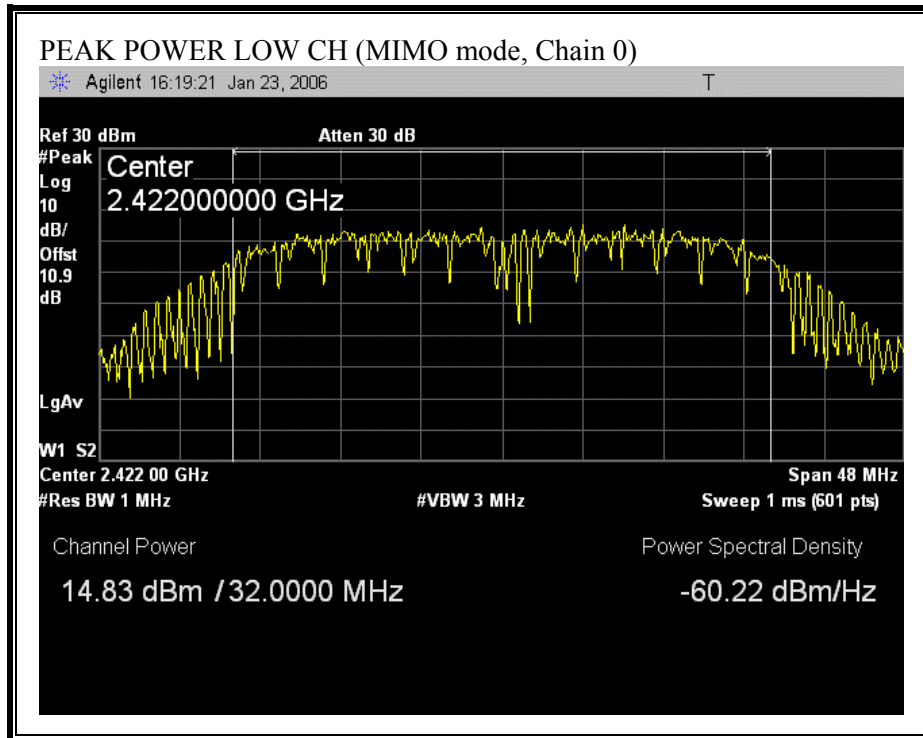 PEAK POWER LOW CH (MIMO mode, Chain 0)
Agilent 16:19:21 Jan 23, 2006 T
Ref 30 dBm Atten 30 dB
#Peak
Log
10
dB/
Offst
10.9
dB
Center
2.422000000 GHz
LgAv
W1 S2
Center 2.422 00 GHz Span 48 MHz
#Res BW 1 MHz #VBW 3 MHz Sweep 1 ms (601 pts)
Channel Power Power Spectral Density
14.83 dBm / 32.0000 MHz -60.22 dBm/Hz